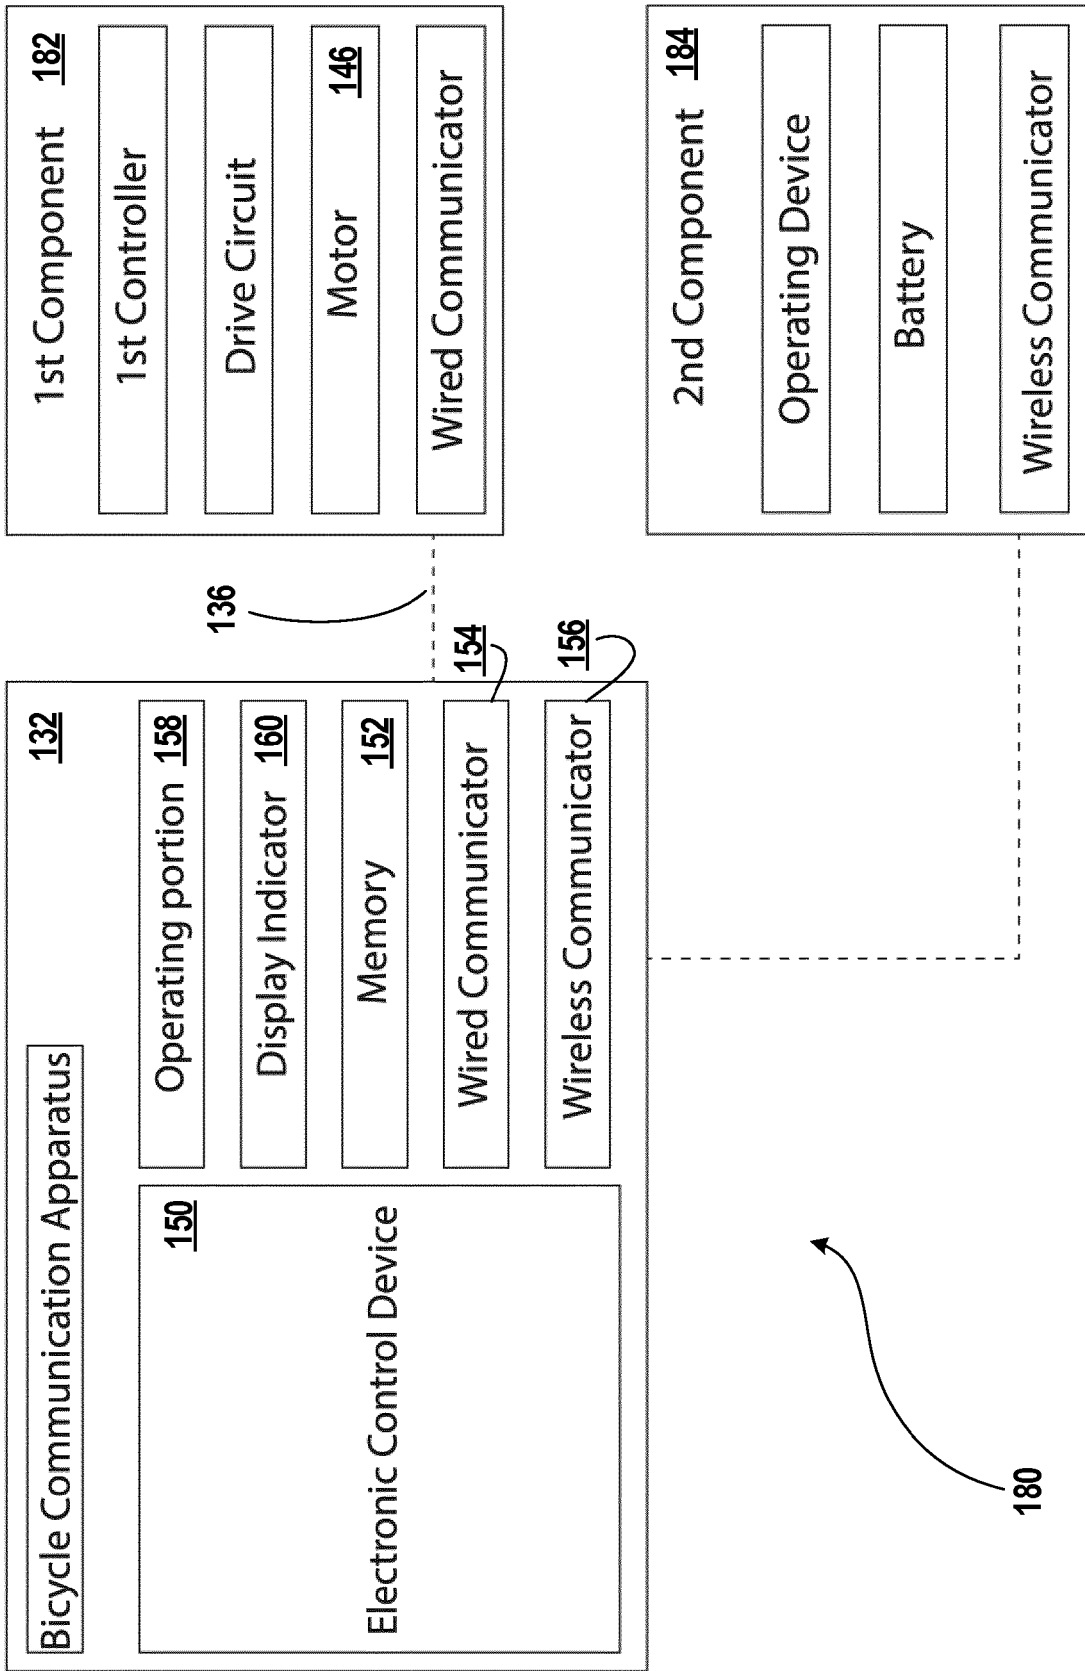 Bicycle Communication Apparatus
132
150
Electronic Control Device
Operating portion 158
Display Indicator 160
Memory 152
Wired Communicator
154
Wireless Communicator
156
136
1st Component 182
1st Controller
Drive Circuit
Motor 146
Wired Communicator
2nd Component 184
Operating Device
Battery
Wireless Communicator
180